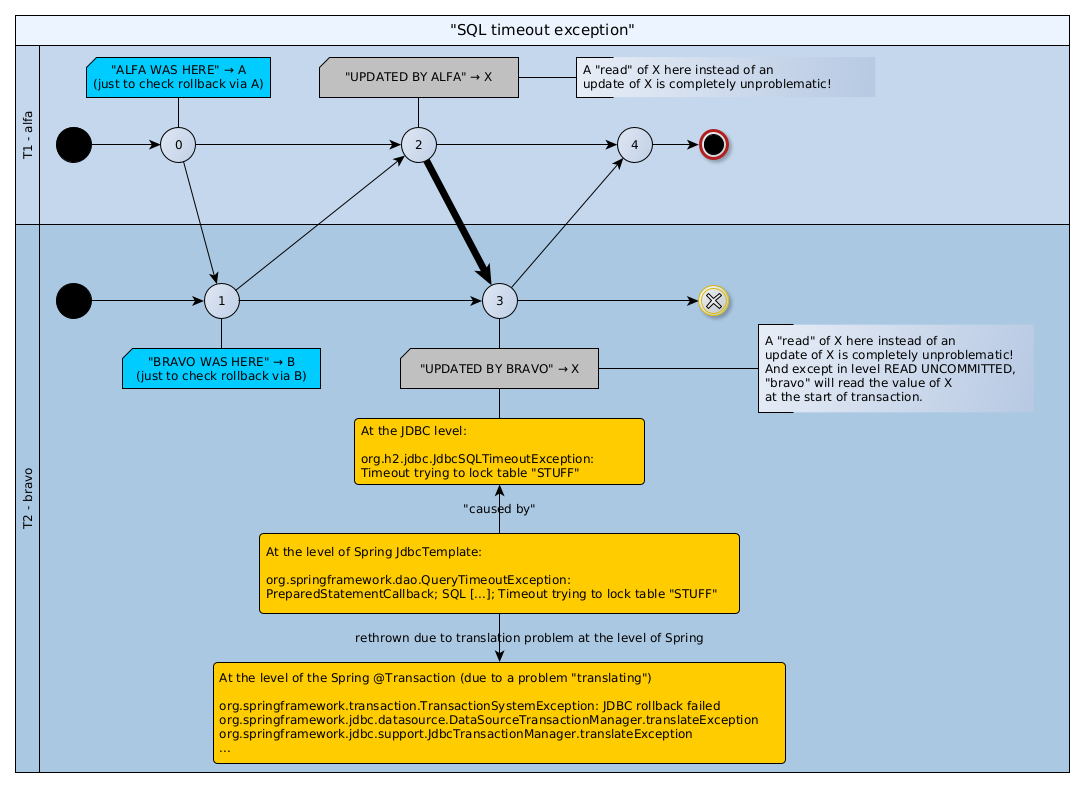 "SQL timeout exception"
T1 - alfa
"ALFA WAS HERE" → A
(just to check rollback via A)
"UPDATED BY ALFA" → X
A "read" of X here instead of an
update of X is completely unproblematic!
0
2
4
T2 - bravo
1
3
"BRAVO WAS HERE" → B
(just to check rollback via B)
"UPDATED BY BRAVO" → X
A "read" of X here instead of an
update of X is completely unproblematic!
And except in level READ UNCOMMITTED,
"bravo" will read the value of X
at the start of transaction.
At the JDBC level:
org.h2.jdbc.JdbcSQLTimeoutException:
Timeout trying to lock table "STUFF"
"caused by"
At the level of Spring JdbcTemplate:
org.springframework.dao.QueryTimeoutException:
PreparedStatementCallback; SQL [...]; Timeout trying to lock table "STUFF"
rethrown due to translation problem at the level of Spring
At the level of the Spring @Transaction (due to a problem "translating")
org.springframework.transaction.TransactionSystemException: JDBC rollback failed
org.springframework.jdbc.datasource.DataSourceTransactionManager.translateException
org.springframework.jdbc.support.JdbcTransactionManager.translateException
...